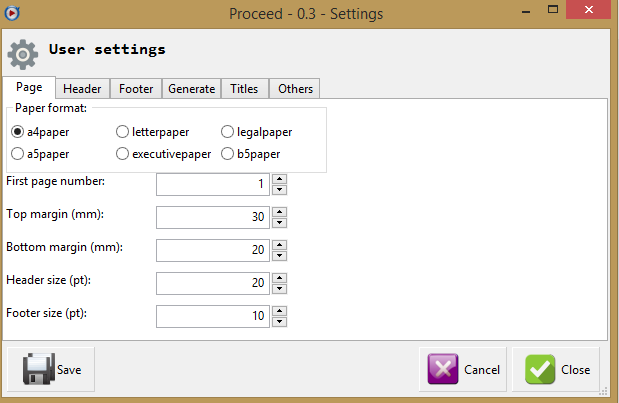 Proceed - 0.3 - Settings
User settings
Page Header Footer Generate Titles Others
Paper format:
a4paper letterpaper legalpaper
a5paper executivepaper b5paper
First page number: 1
Top margin (mm): 30
Bottom margin (mm): 20
Header size (pt): 20
Footer size (pt): 10
Save Cancel Close